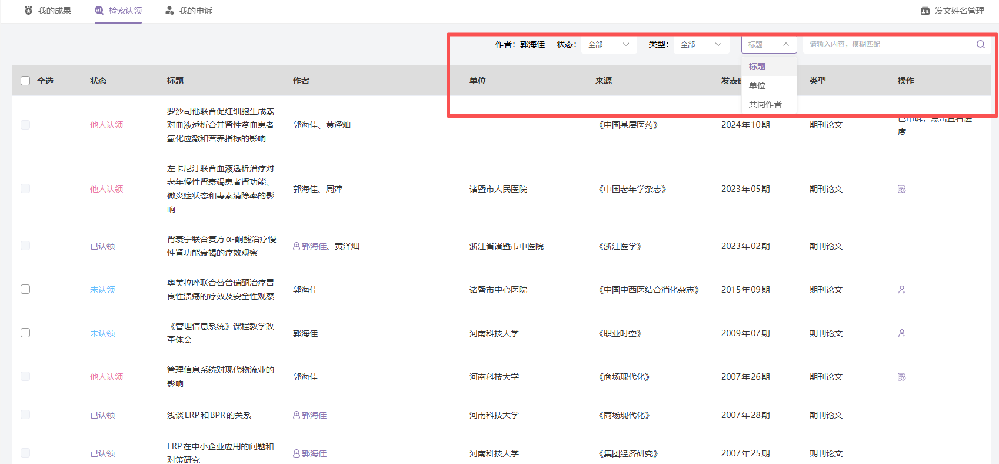 我的成果
检索认领
我的申诉
发文姓名管理
作者：郭海佳 状态： 全部 类型： 全部 标题 请输入内容，模糊匹配
标题
单位
共同作者
全选 状态 标题 作者 单位 来源 发表 类型 操作
他人认领
罗沙司他联合促红细胞生成素
对血液透析合并肾性贫血患者
氧化应激和营养指标的影响
郭海佳、黄泽灿
《中国基层医药》
2024年10期
期刊论文
已申诉，点击查看进
度
他人认领
左卡尼汀联合血液透析治疗对
老年慢性肾衰竭患者肾功能、
微炎症状态和毒素清除率的影
响
郭海佳、周萍
诸暨市人民医院
《中国老年学杂志》
2023年05期
期刊论文
已认领
肾衰宁联合复方α-酮酸治疗慢
性肾功能衰竭的疗效观察
郭海佳、黄泽灿
浙江省诸暨市中医院
《浙江医学》
2023年02期
期刊论文
未认领
奥美拉唑联合替普瑞酮治疗胃
良性溃疡的疗效及安全性观察
郭海佳
诸暨市中心医院
《中国中西医结合消化杂志》
2015年09期
期刊论文
未认领
《管理信息系统》课程教学改
革体会
郭海佳
河南科技大学
《职业时空》
2009年07期
期刊论文
他人认领
管理信息系统对现代物流业的
影响
郭海佳
河南科技大学
《商场现代化》
2007年26期
期刊论文
已认领
浅谈ERP和BPR的关系
郭海佳
河南科技大学
《商场现代化》
2007年28期
期刊论文
已认领
ERP在中小企业应用的问题和
对策研究
郭海佳
河南科技大学
《集团经济研究》
2007年25期
期刊论文